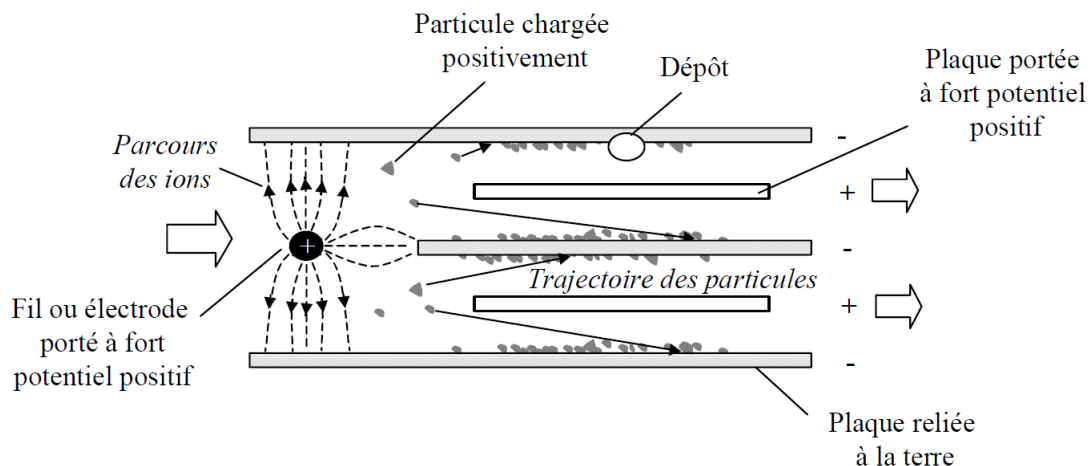 Particule chargée
positivement
Dépôt
Plaque portée
à fort potentiel
positif
Parcours
des ions
-
+
+
-
Trajectoire des particules
+
-
Fil ou électrode
porté à fort
potentiel positif
Plaque reliée
à la terre